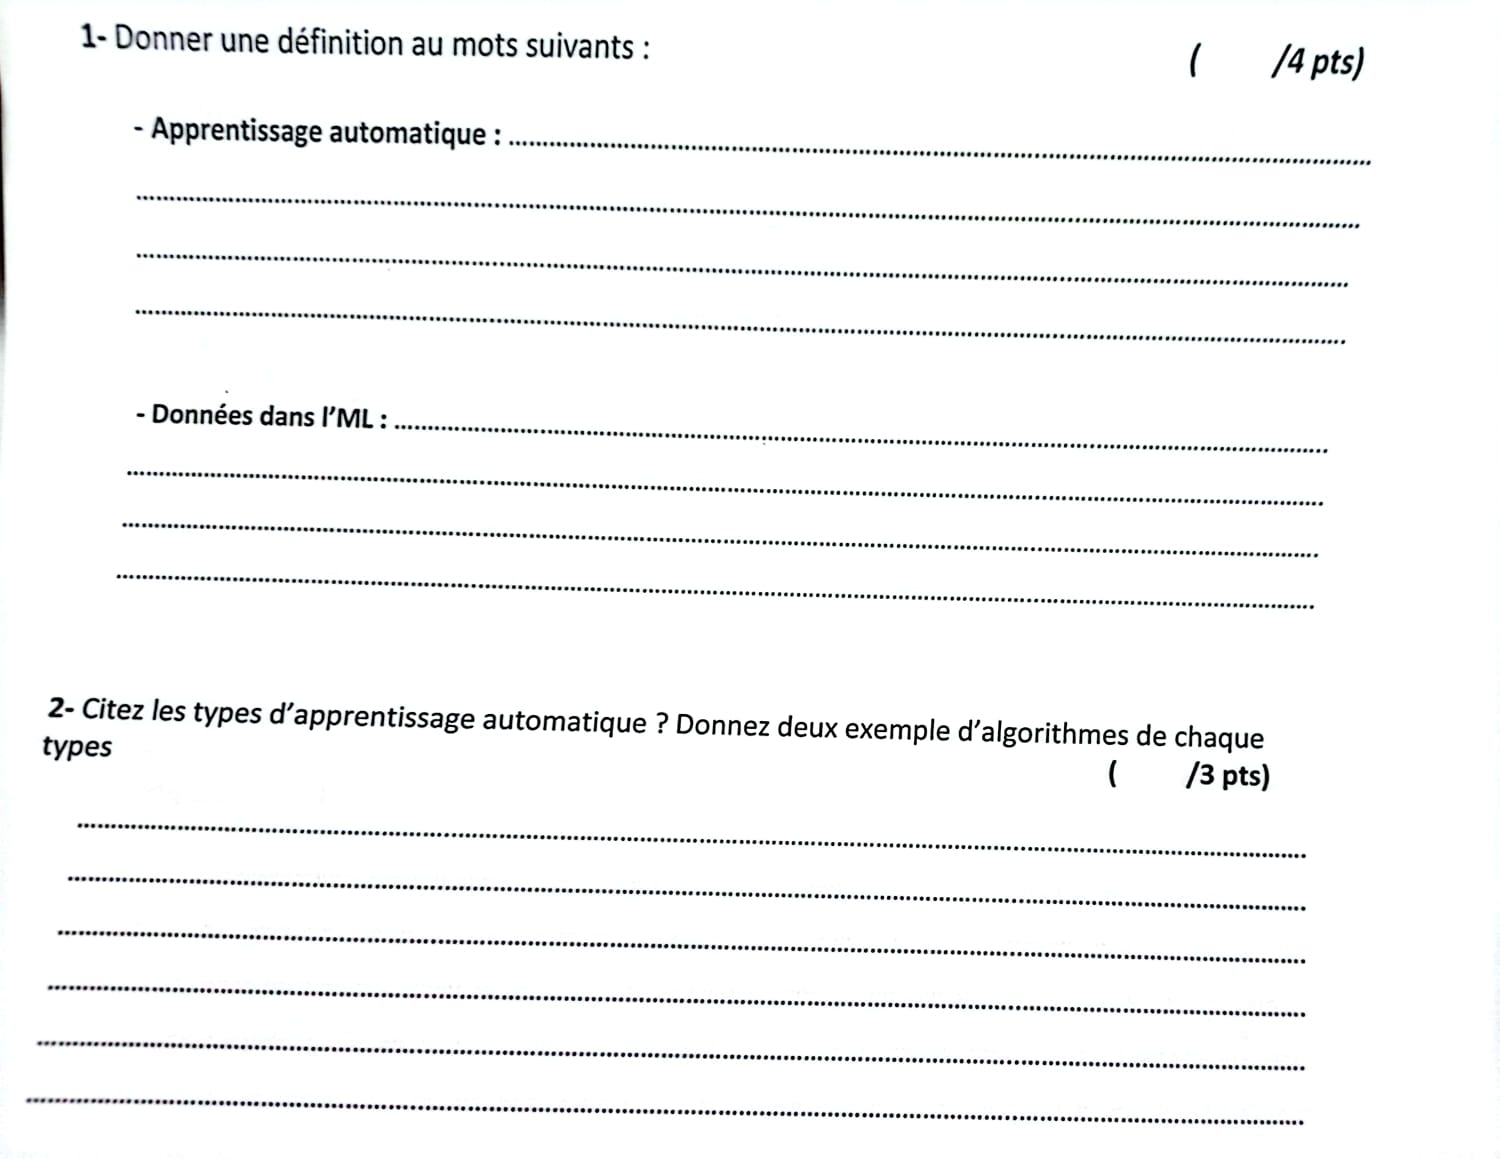 1- Donner une définition au mots suivants :
( /4 pts)
- Apprentissage automatique : ........................................
- Données dans l'ML : ........................................
2- Citez les types d'apprentissage automatique ? Donnez deux exemple d'algorithmes de chaque
types
( /3 pts)